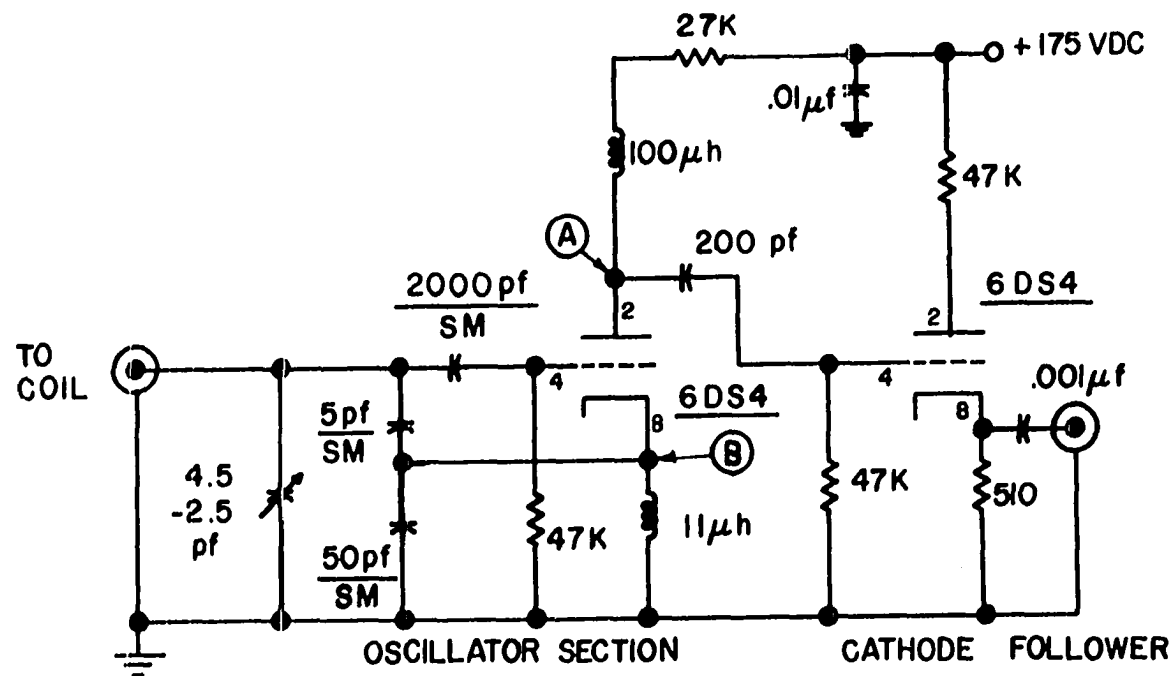 27K
+175 VDC
.01μf
100μh
47K
A
200 pf
2000pf
SM
2
6DS4
2
TO
COIL
4
4
.001μf
5pf
SM
6DS4
8
8
B
4.5
-2.5
pf
47K
11μh
47K
510
50pf
SM
OSCILLATOR SECTION
CATHODE FOLLOWER